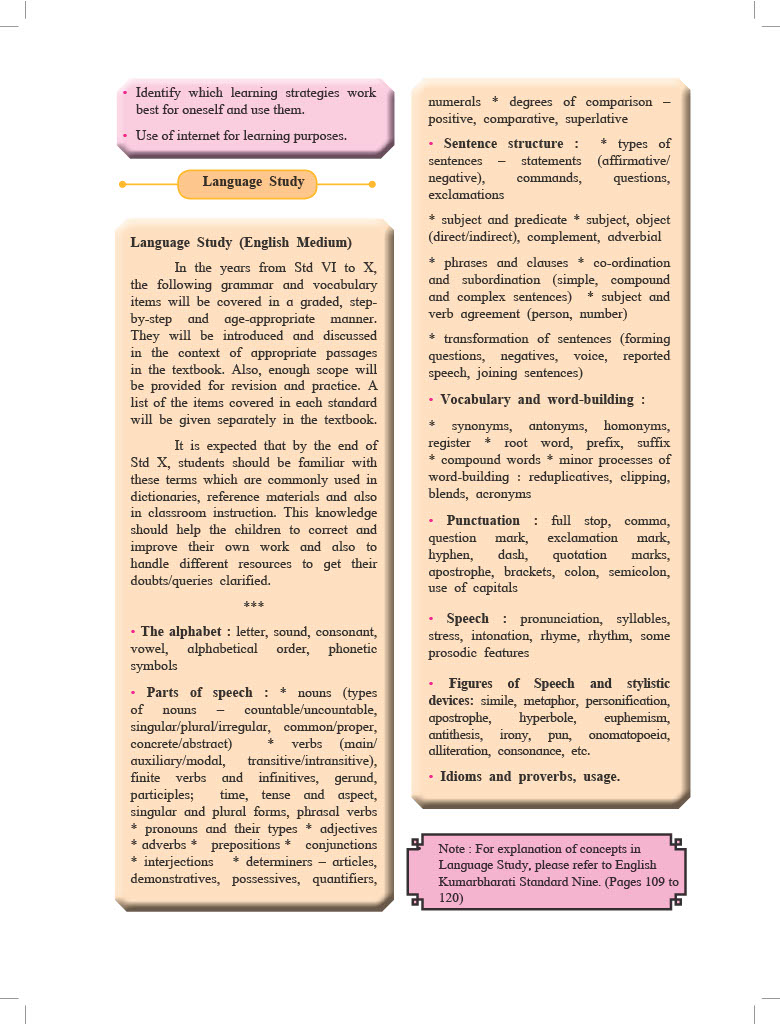 • Identify which learning strategies work
best for oneself and use them.
• Use of internet for learning purposes.
Language Study
Language Study (English Medium)
In the years from Std VI to X,
the following grammar and vocabulary
items will be covered in a graded, step-
by-step and age-appropriate manner.
They will be introduced and discussed
in the context of appropriate passages
in the textbook. Also, enough scope will
be provided for revision and practice. A
list of the items covered in each standard
will be given separately in the textbook.
It is expected that by the end of
Std X, students should be familiar with
these terms which are commonly used in
dictionaries, reference materials and also
in classroom instruction. This knowledge
should help the children to correct and
improve their own work and also to
handle different resources to get their
doubts/queries clarified.
***
• The alphabet : letter, sound, consonant,
vowel, alphabetical order, phonetic
symbols
• Parts of speech : * nouns (types
of nouns – countable/uncountable,
singular/plural/irregular, common/proper,
concrete/abstract) * verbs (main/
auxiliary/modal, transitive/intransitive),
finite verbs and infinitives, gerund,
participles; time, tense and aspect,
singular and plural forms, phrasal verbs
* pronouns and their types * adjectives
* adverbs * prepositions * conjunctions
* interjections * determiners – articles,
demonstratives, possessives, quantifiers,
numerals * degrees of comparison –
positive, comparative, superlative
• Sentence structure : * types of
sentences – statements (affirmative/
negative), commands, questions,
exclamations
* subject and predicate * subject, object
(direct/indirect), complement, adverbial
* phrases and clauses * co-ordination
and subordination (simple, compound
and complex sentences) * subject and
verb agreement (person, number)
* transformation of sentences (forming
questions, negatives, voice, reported
speech, joining sentences)
• Vocabulary and word-building :
* synonyms, antonyms, homonyms,
register * root word, prefix, suffix
* compound words * minor processes of
word-building : reduplicatives, clipping,
blends, acronyms
• Punctuation : full stop, comma,
question mark, exclamation mark,
hyphen, dash, quotation marks,
apostrophe, brackets, colon, semicolon,
use of capitals
• Speech : pronunciation, syllables,
stress, intonation, rhyme, rhythm, some
prosodic features
• Figures of Speech and stylistic
devices: simile, metaphor, personification,
apostrophe, hyperbole, euphemism,
antithesis, irony, pun, onomatopoeia,
alliteration, consonance, etc.
• Idioms and proverbs, usage.
• Note : For explanation of concepts in
Language Study, please refer to English
Kumarbharati Standard Nine. (Pages 109 to
120)